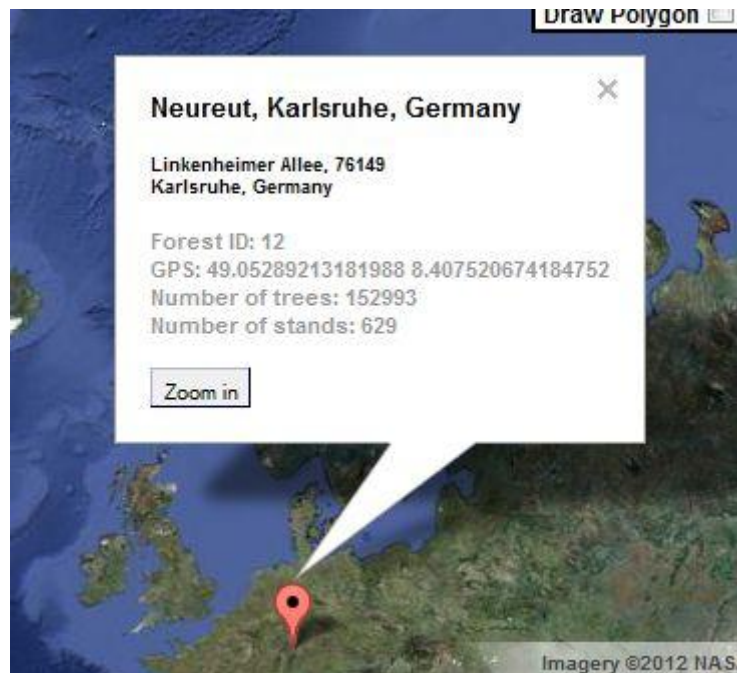 Draw Polygon
Neureut, Karlsruhe, Germany
Linkenheimer Allee, 76149
Karlsruhe, Germany
Forest ID: 12
GPS: 49.05289213181988 8.407520674184752
Number of trees: 152993
Number of stands: 629
Zoom in
Imagery ©2012 NASA